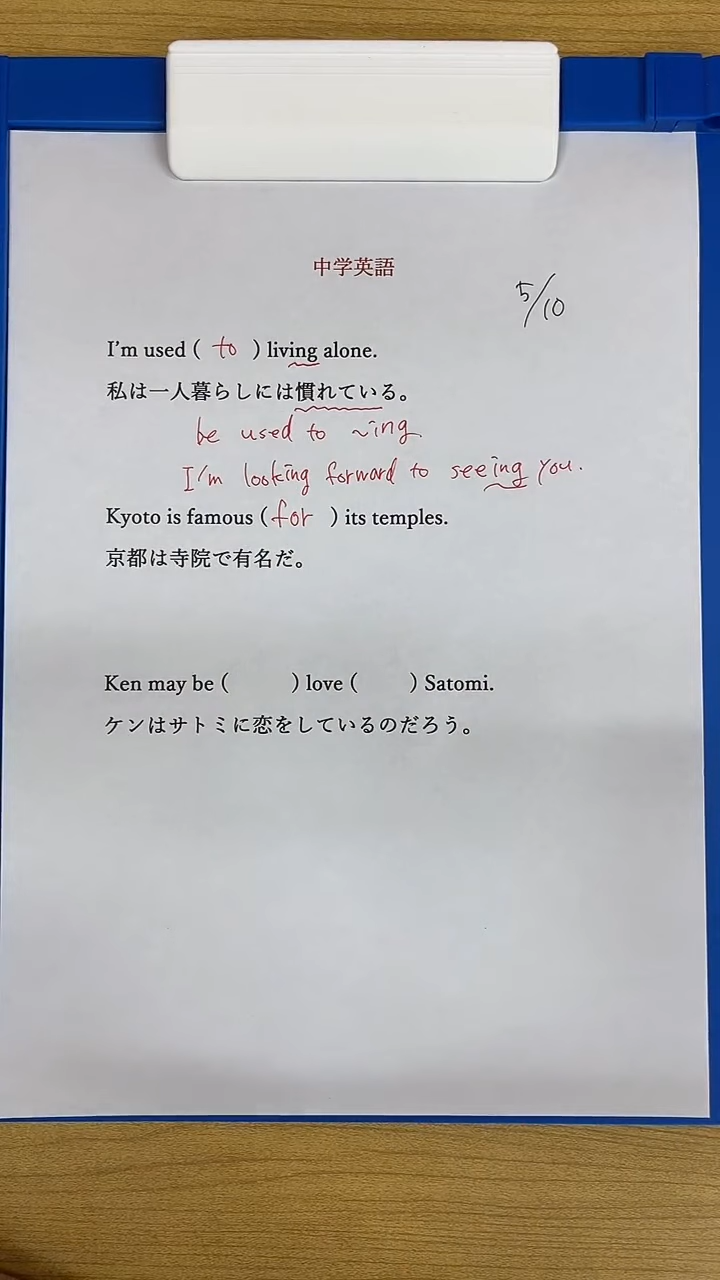 中学英語
5/10
I'm used ( to ) living alone.
私は一人暮らしには慣れている。
be used to ~ing
I'm looking forward to seeing you.
Kyoto is famous ( for ) its temples.
京都は寺院で有名だ。
Ken may be (　　) love (　　) Satomi.
ケンはサトミに恋をしているのだろう。